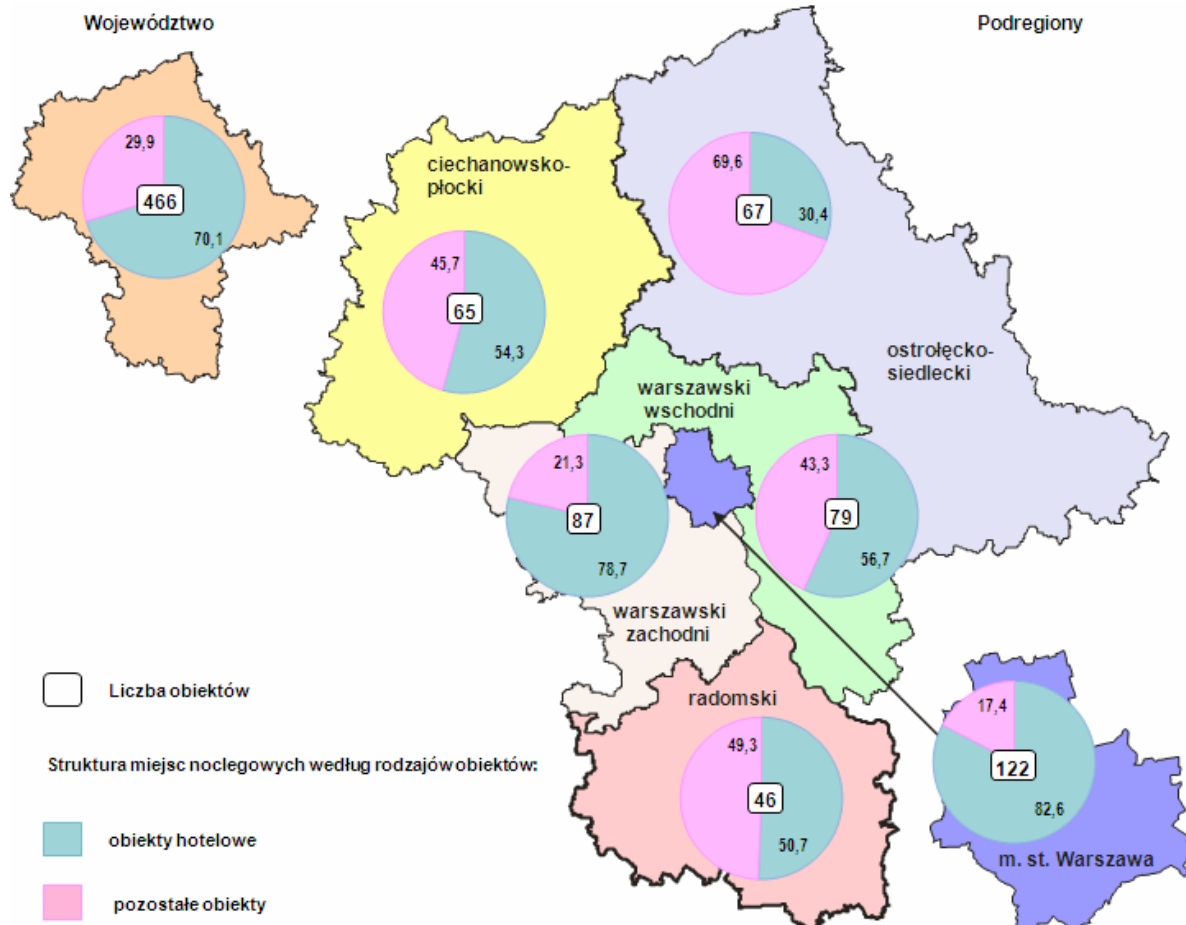 Województwo
Podregiony
29,9
466
70,1
ciechanowsko-
płocki
45,7
65
54,3
69,6
67
30,4
ostrołęcko-
siedlecki
warszawski
wschodni
21,3
87
78,7
43,3
79
56,7
warszawski
zachodni
radomski
49,3
46
50,7
17,4
122
82,6
m. st. Warszawa
Liczba obiektów
Struktura miejsc noclegowych według rodzajów obiektów:
obiekty hotelowe
pozostałe obiekty